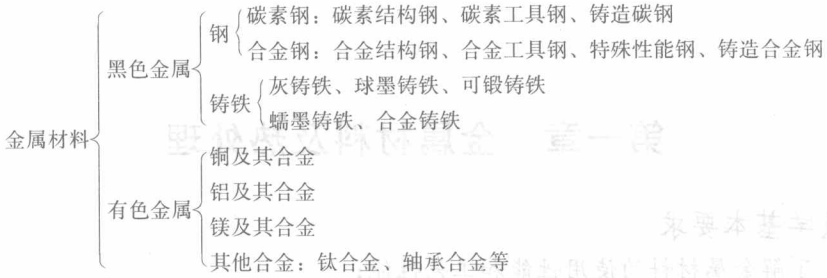 碳素钢：碳素结构钢、碳素工具钢、铸造碳钢
钢
合金钢：合金结构钢、合金工具钢、特殊性能钢、铸造合金钢
黑色金属
灰铸铁、球墨铸铁、可锻铸铁
铸铁
蠕墨铸铁、合金铸铁
金属材料
铜及其合金
铝及其合金
有色金属
镁及其合金
其他合金：钛合金、轴承合金等